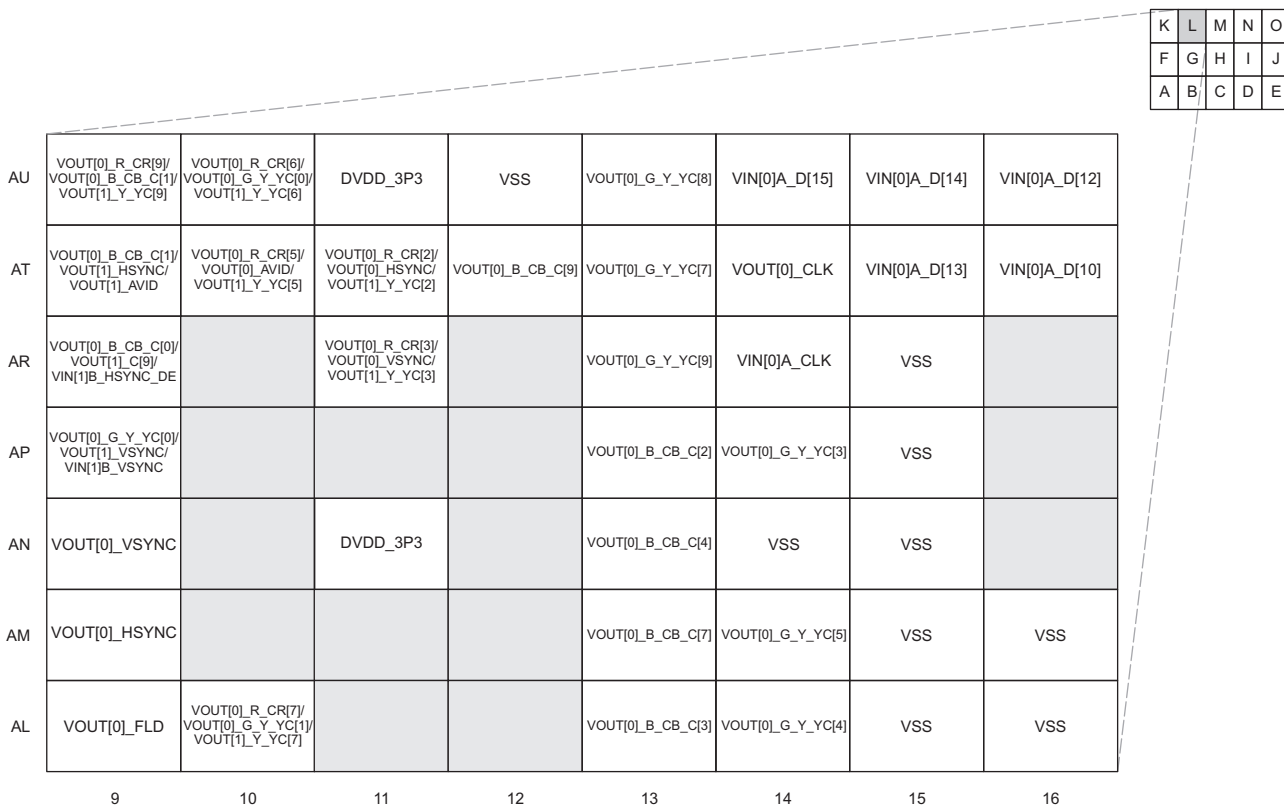 K L M N O
F G H I J
A B C D E
AU
VOUT[0]_R_CR[9]/
VOUT[0]_B_CB_C[1]/
VOUT[1]_Y_YC[9]
VOUT[0]_R_CR[6]/
VOUT[0]_G_Y_YC[0]/
VOUT[1]_Y_YC[6]
DVDD_3P3
VSS
VOUT[0]_G_Y_YC[8]
VIN[0]A_D[15]
VIN[0]A_D[14]
VIN[0]A_D[12]
AT
VOUT[0]_B_CB_C[1]/
VOUT[1]_HSYNC/
VOUT[1]_AVID
VOUT[0]_R_CR[5]/
VOUT[0]_AVID/
VOUT[1]_Y_YC[5]
VOUT[0]_R_CR[2]/
VOUT[0]_HSYNC/
VOUT[1]_Y_YC[2]
VOUT[0]_B_CB_C[9]
VOUT[0]_G_Y_YC[7]
VOUT[0]_CLK
VIN[0]A_D[13]
VIN[0]A_D[10]
AR
VOUT[0]_B_CB_C[0]/
VOUT[1]_C[9]/
VIN[1]B_HSYNC_DE
VOUT[0]_R_CR[3]/
VOUT[0]_VSYNC/
VOUT[1]_Y_YC[3]
VOUT[0]_G_Y_YC[9]
VIN[0]A_CLK
VSS
AP
VOUT[0]_G_Y_YC[0]/
VOUT[1]_VSYNC/
VIN[1]B_VSYNC
VOUT[0]_B_CB_C[2]
VOUT[0]_G_Y_YC[3]
VSS
AN
VOUT[0]_VSYNC
DVDD_3P3
VOUT[0]_B_CB_C[4]
VSS
VSS
AM
VOUT[0]_HSYNC
VOUT[0]_B_CB_C[7]
VOUT[0]_G_Y_YC[5]
VSS
VSS
AL
VOUT[0]_FLD
VOUT[0]_R_CR[7]/
VOUT[0]_G_Y_YC[1]/
VOUT[1]_Y_YC[7]
VOUT[0]_B_CB_C[3]
VOUT[0]_G_Y_YC[4]
VSS
VSS
9 10 11 12 13 14 15 16